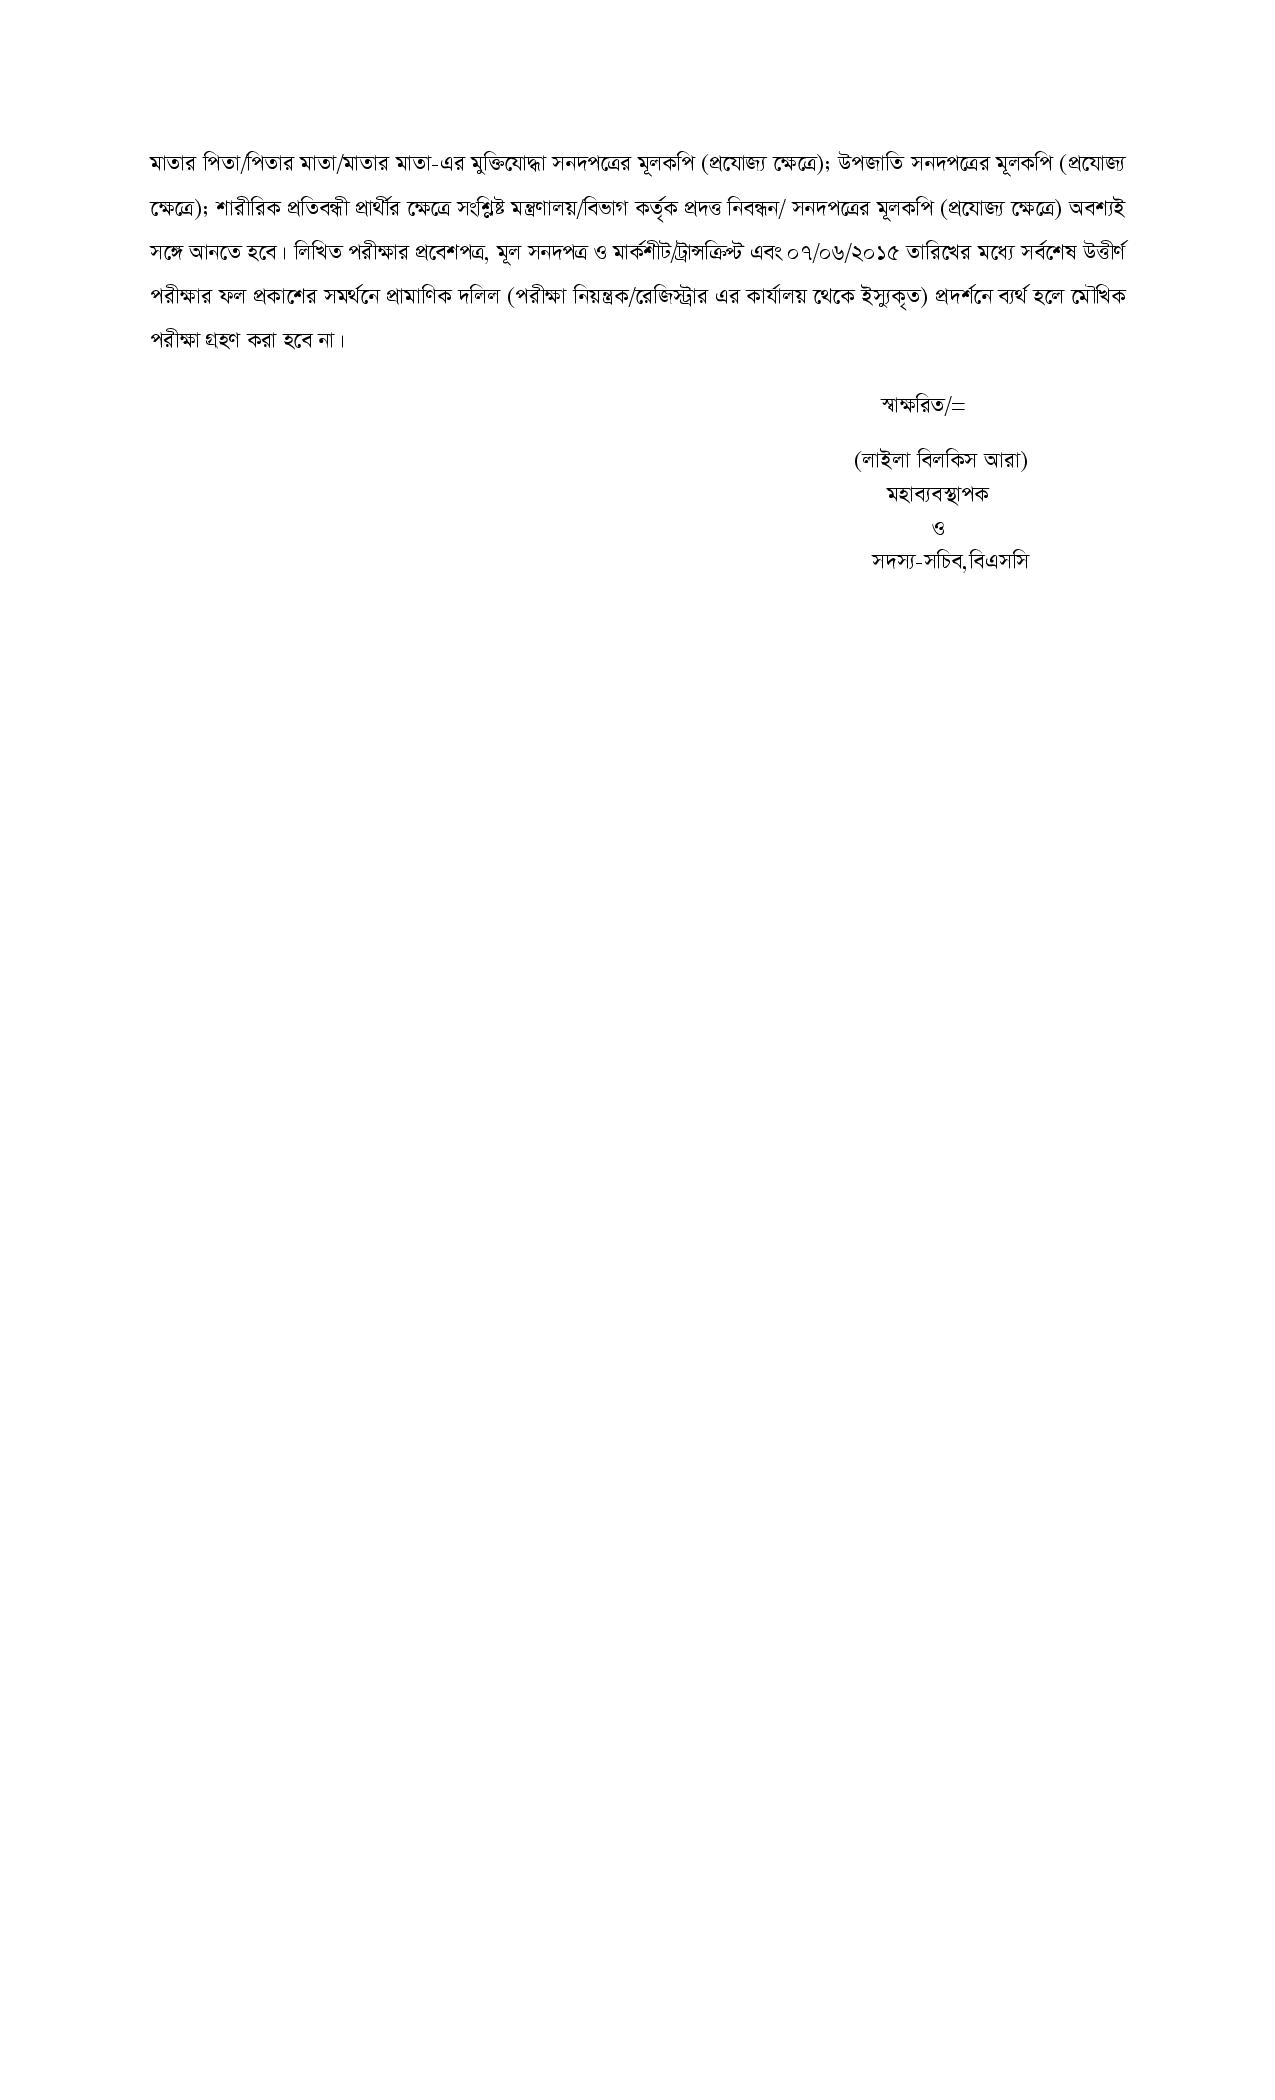 মাতার পিতা/পিতার মাতা/মাতার মাতা-এর মুক্তিযোদ্ধা সনদপত্রের মূলকপি (প্রযোজ্য ক্ষেত্রে); উপজাতি সনদপত্রের মূলকপি (প্রযোজ্য
ক্ষেত্রে); শারীরিক প্রতিবন্ধী প্রার্থীর ক্ষেত্রে সংশ্লিষ্ট মন্ত্রণালয়/বিভাগ কর্তৃক প্রদত্ত নিবন্ধন/ সনদপত্রের মূলকপি (প্রযোজ্য ক্ষেত্রে) অবশ্যই
সঙ্গে আনতে হবে। লিখিত পরীক্ষার প্রবেশপত্র, মূল সনদপত্র ও মার্কশীট/ট্রান্সক্রিপ্ট এবং ০৭/০৬/২০১৫ তারিখের মধ্যে সর্বশেষ উত্তীর্ণ
পরীক্ষার ফল প্রকাশের সমর্থনে প্রামাণিক দলিল (পরীক্ষা নিয়ন্ত্রক/রেজিস্ট্রার এর কার্যালয় থেকে ইস্যুকৃত) প্রদর্শনে ব্যর্থ হলে মৌখিক
পরীক্ষা গ্রহণ করা হবে না।
স্বাক্ষরিত/=
(লাইলা বিলকিস আরা)
মহাব্যবস্থাপক
ও
সদস্য-সচিব,বিএসসি